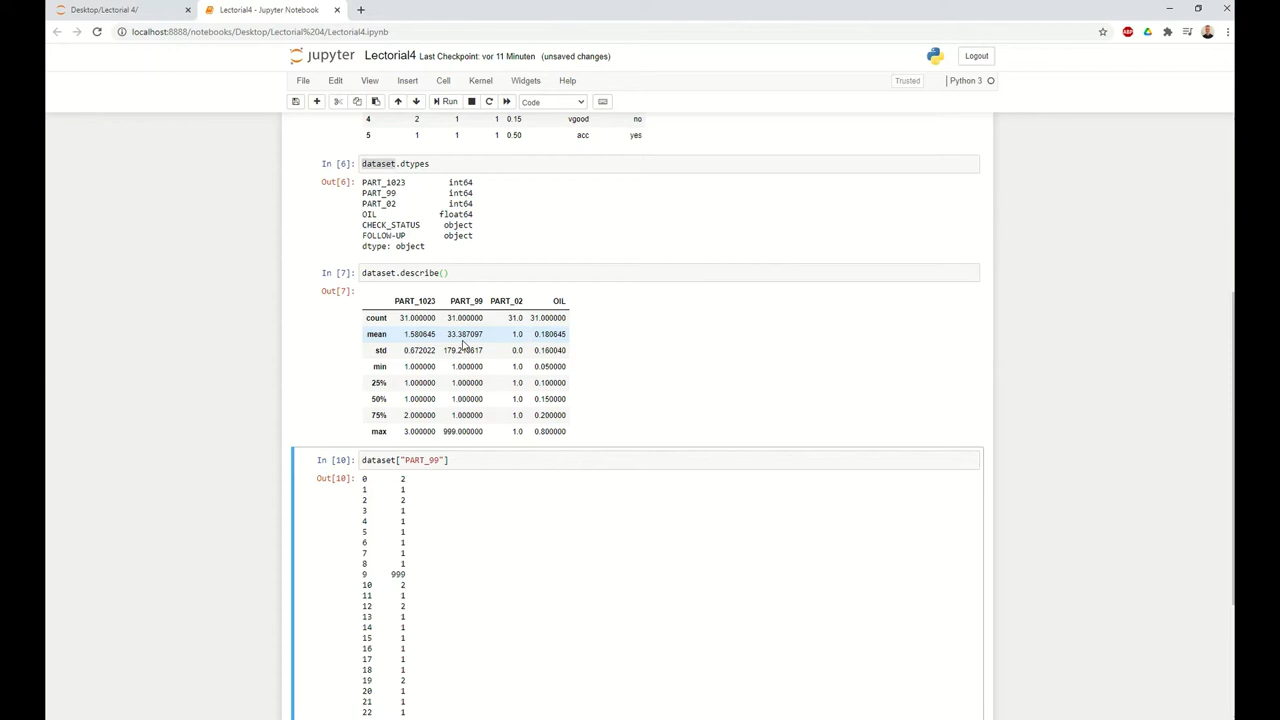 Desktop/Lectorial 4/
Lectorial4 - Jupyter Notebook
localhost:8888/notebooks/Desktop/Lectorial%204/Lectorial4.ipynb
ABP
jupyter Lectorial4 Last Checkpoint: vor 11 Minuten (unsaved changes)
Logout
File Edit View Insert Cell Kernel Widgets Help
Trusted Python 3
Run Code
4 2 1 1 0.15 vgood no
5 1 1 1 0.50 acc yes
In [6]: dataset.dtypes
Out[6]: PART_1023 int64
PART_99 int64
PART_02 int64
OIL float64
CHECK_STATUS object
FOLLOW-UP object
dtype: object
In [7]: dataset.describe()
Out[7]:
PART_1023 PART_99 PART_02 OIL
count 31.000000 31.000000 31.0 31.000000
mean 1.580645 33.387097 1.0 0.180645
std 0.672022 0.0 0.160040
min 1.000000 1.000000 1.0 0.050000
25% 1.000000 1.000000 1.0 0.100000
50% 1.000000 1.000000 1.0 0.150000
75% 2.000000 1.000000 1.0 0.200000
max 3.000000 999.000000 1.0 0.800000
In [10]: dataset["PART_99"]
Out[10]: 0 2
1 1
2 2
3 1
4 1
5 1
6 1
7 1
8 1
9 999
10 2
11 1
12 2
13 1
14 1
15 1
16 1
17 1
18 1
19 2
20 1
21 1
22 1